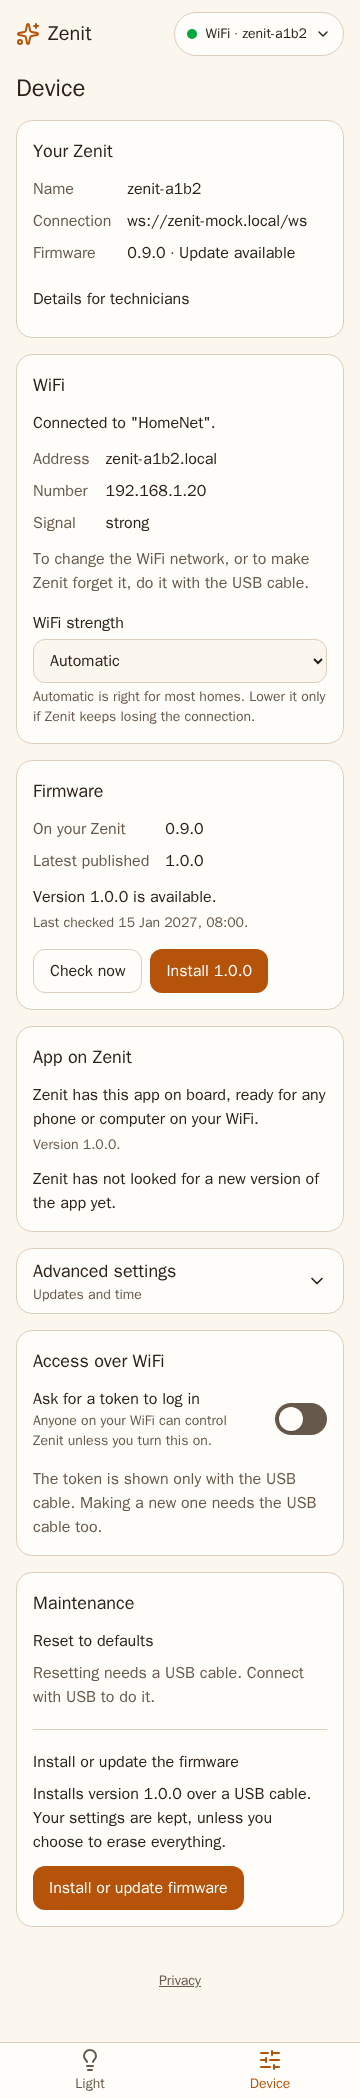 Zenit
WiFi · zenit-a1b2
Device
Your Zenit
Name zenit-a1b2
Connection ws://zenit-mock.local/ws
Firmware 0.9.0 · Update available
Details for technicians
WiFi
Connected to "HomeNet".
Address zenit-a1b2.local
Number 192.168.1.20
Signal strong
To change the WiFi network, or to make
Zenit forget it, do it with the USB cable.
WiFi strength
Automatic
Automatic is right for most homes. Lower it only
if Zenit keeps losing the connection.
Firmware
On your Zenit 0.9.0
Latest published 1.0.0
Version 1.0.0 is available.
Last checked 15 Jan 2027, 08:00.
Check now
Install 1.0.0
App on Zenit
Zenit has this app on board, ready for any
phone or computer on your WiFi.
Version 1.0.0.
Zenit has not looked for a new version of
the app yet.
Advanced settings
Updates and time
Access over WiFi
Ask for a token to log in
Anyone on your WiFi can control
Zenit unless you turn this on.
The token is shown only with the USB
cable. Making a new one needs the USB
cable too.
Maintenance
Reset to defaults
Resetting needs a USB cable. Connect
with USB to do it.
Install or update the firmware
Installs version 1.0.0 over a USB cable.
Your settings are kept, unless you
choose to erase everything.
Install or update firmware
Privacy
Light
Device